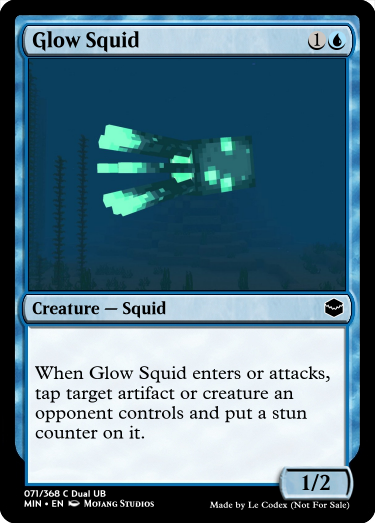 Glow Squid 1
Creature — Squid
When Glow Squid enters or attacks,
tap target artifact or creature an
opponent controls and put a stun
counter on it.
1/2
071/368 C Dual UB
MIN • EN Mojang Studios
Made by Le Codex (Not For Sale)